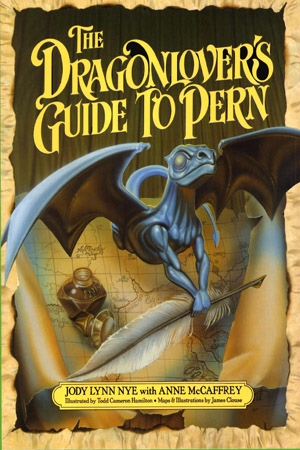 THE
DRAGONLOVER'S
GUIDE TO PERN
INK
JODY LYNN NYE with ANNE McCAFFREY
Illustrated by Todd Cameron Hamilton • Maps & Illustrations by James Clouse